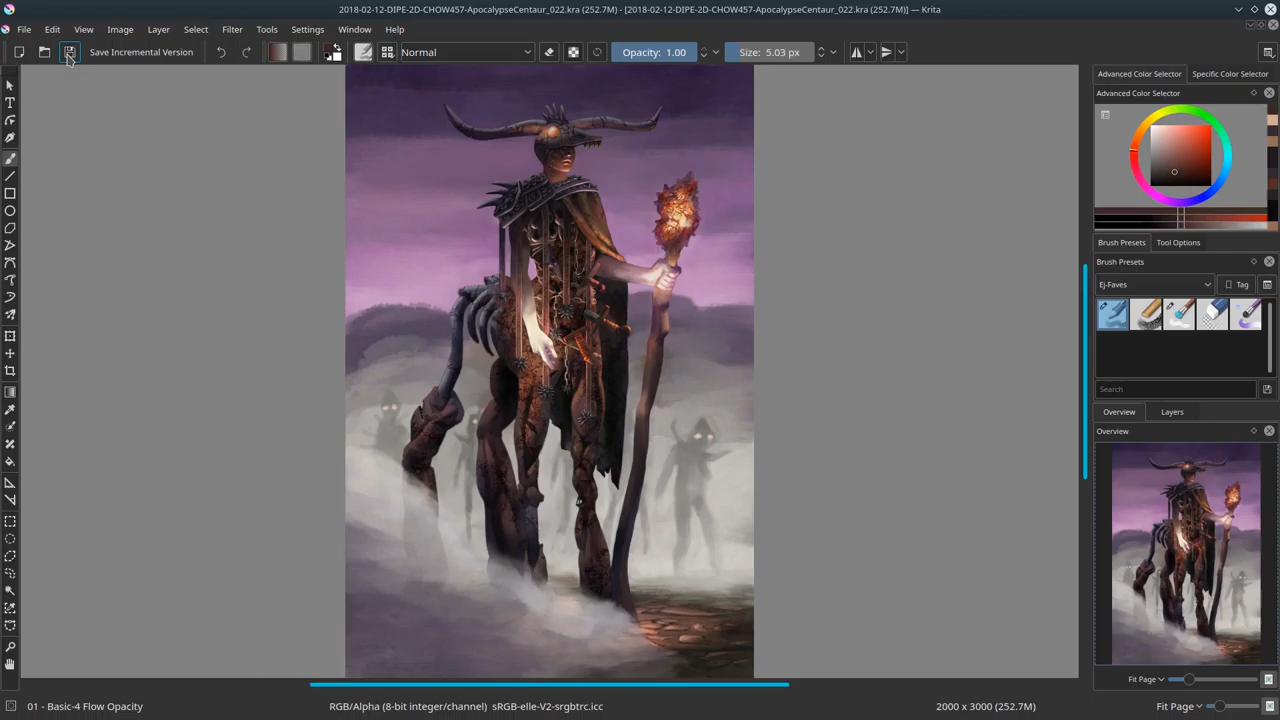 2018-02-12-DIPE-2D-CHOW457-ApocalypseCentaur_022.kra (252.7M) - [2018-02-12-DIPE-2D-CHOW457-ApocalypseCentaur_022.kra (252.7M)] — Krita
File Edit View Image Layer Select Filter Tools Settings Window Help
Save Incremental Version Normal Opacity: 1.00 Size: 5.03 px
Advanced Color Selector Specific Color Selector
Advanced Color Selector
Brush Presets Tool Options
Brush Presets
Ej-Faves Tag
Search
Overview Layers
Overview
Fit Page
01 - Basic-4 Flow Opacity RGB/Alpha (8-bit integer/channel) sRGB-elle-V2-srgbtrc.icc 2000 x 3000 (252.7M) Fit Page